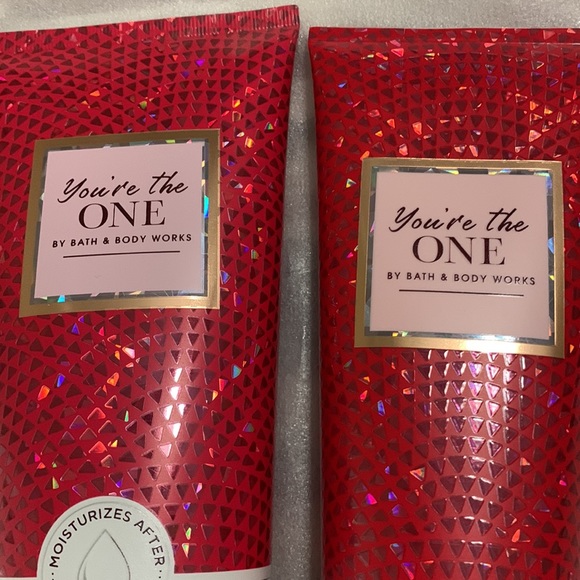 You're the
ONE
BY BATH & BODY WORKS
MOISTURIZES AFTER
You're the
ONE
BY BATH & BODY WORKS